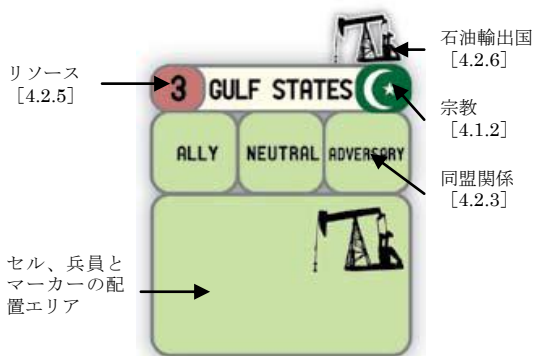 石油輸出国
［4.2.6］
リソース
［4.2.5］
3 GULF STATES
宗教
［4.1.2］
ALLY NEUTRAL ADVERSARY
同盟関係
［4.2.3］
セル、兵員と
マーカーの配
置エリア